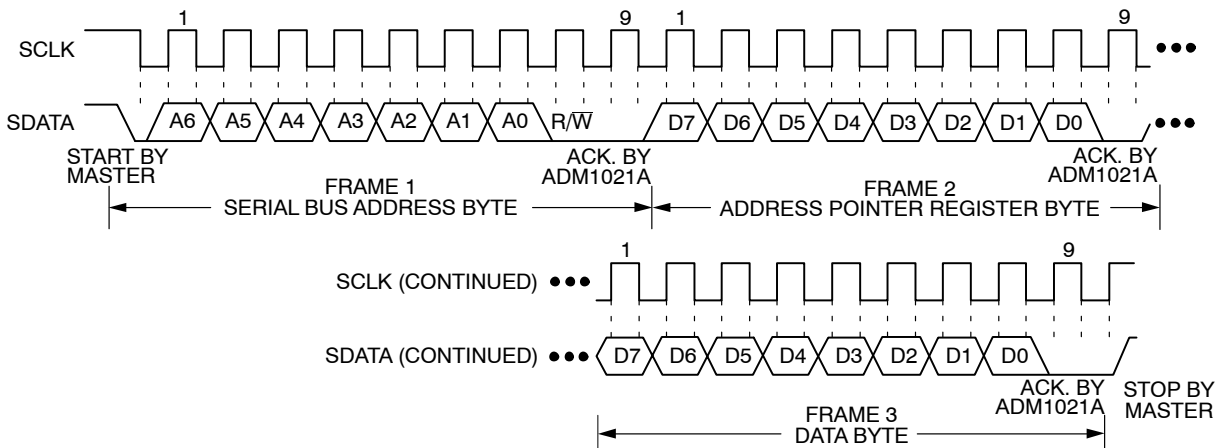 1 9 1 9
SCLK
SDATA A6 A5 A4 A3 A2 A1 A0 R/W̅ D7 D6 D5 D4 D3 D2 D1 D0
START BY MASTER
ACK. BY ADM1021A
ACK. BY ADM1021A
FRAME 1
SERIAL BUS ADDRESS BYTE
FRAME 2
ADDRESS POINTER REGISTER BYTE
1 9
SCLK (CONTINUED)
SDATA (CONTINUED) D7 D6 D5 D4 D3 D2 D1 D0
ACK. BY ADM1021A
STOP BY MASTER
FRAME 3
DATA BYTE